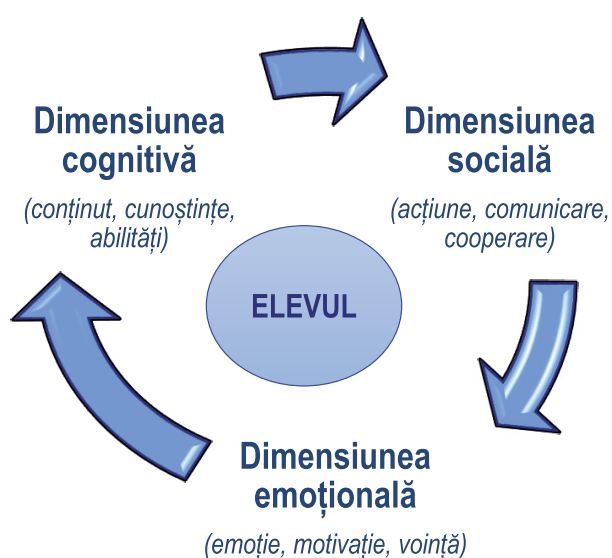 Dimensiunea
cognitivă
(conținut, cunoștințe,
abilități)
Dimensiunea
socială
(acțiune, comunicare,
cooperare)
ELEVUL
Dimensiunea
emoțională
(emoție, motivație, voință)